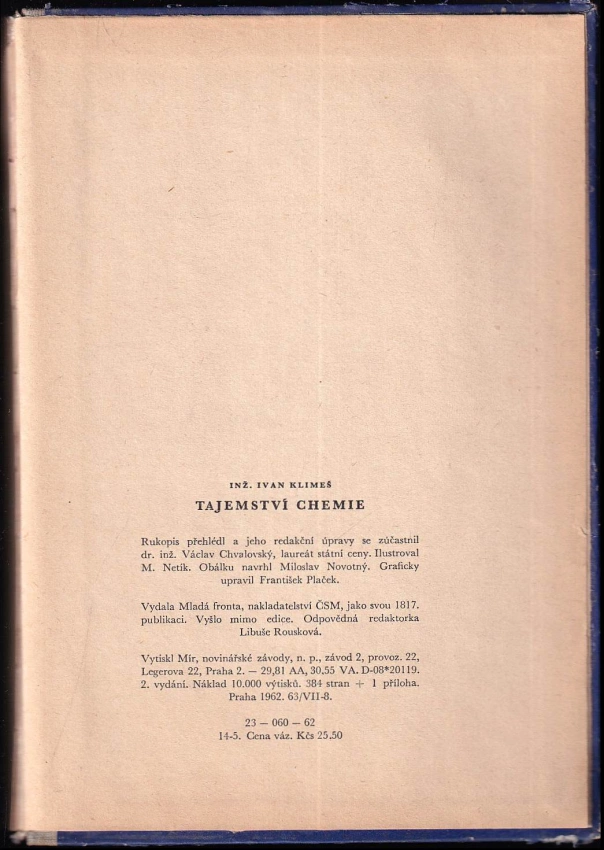 INŽ. IVAN KLIMEŠ
TAJEMSTVÍ CHEMIE
Rukopis přehlédl a jeho redakční úpravy se zúčastnil
dr. inž. Václav Chvalovský, laureát státní ceny. Ilustroval
M. Netík. Obálku navrhl Miloslav Novotný. Graficky
upravil František Plaček.
Vydala Mladá fronta, nakladatelství ČSM, jako svou 1817.
publikaci. Vyšlo mimo edice. Odpovědná redaktorka
Libuše Rousková.
Vytiskl Mír, novinářské závody, n. p., závod 2, provoz. 22,
Legerova 22, Praha 2. — 29,81 AA, 30,55 VA. D-08*20119.
2. vydání. Náklad 10.000 výtisků. 384 stran + 1 příloha.
Praha 1962. 63/VII-8.
23 — 060 — 62
14-5. Cena váz. Kčs 25.50